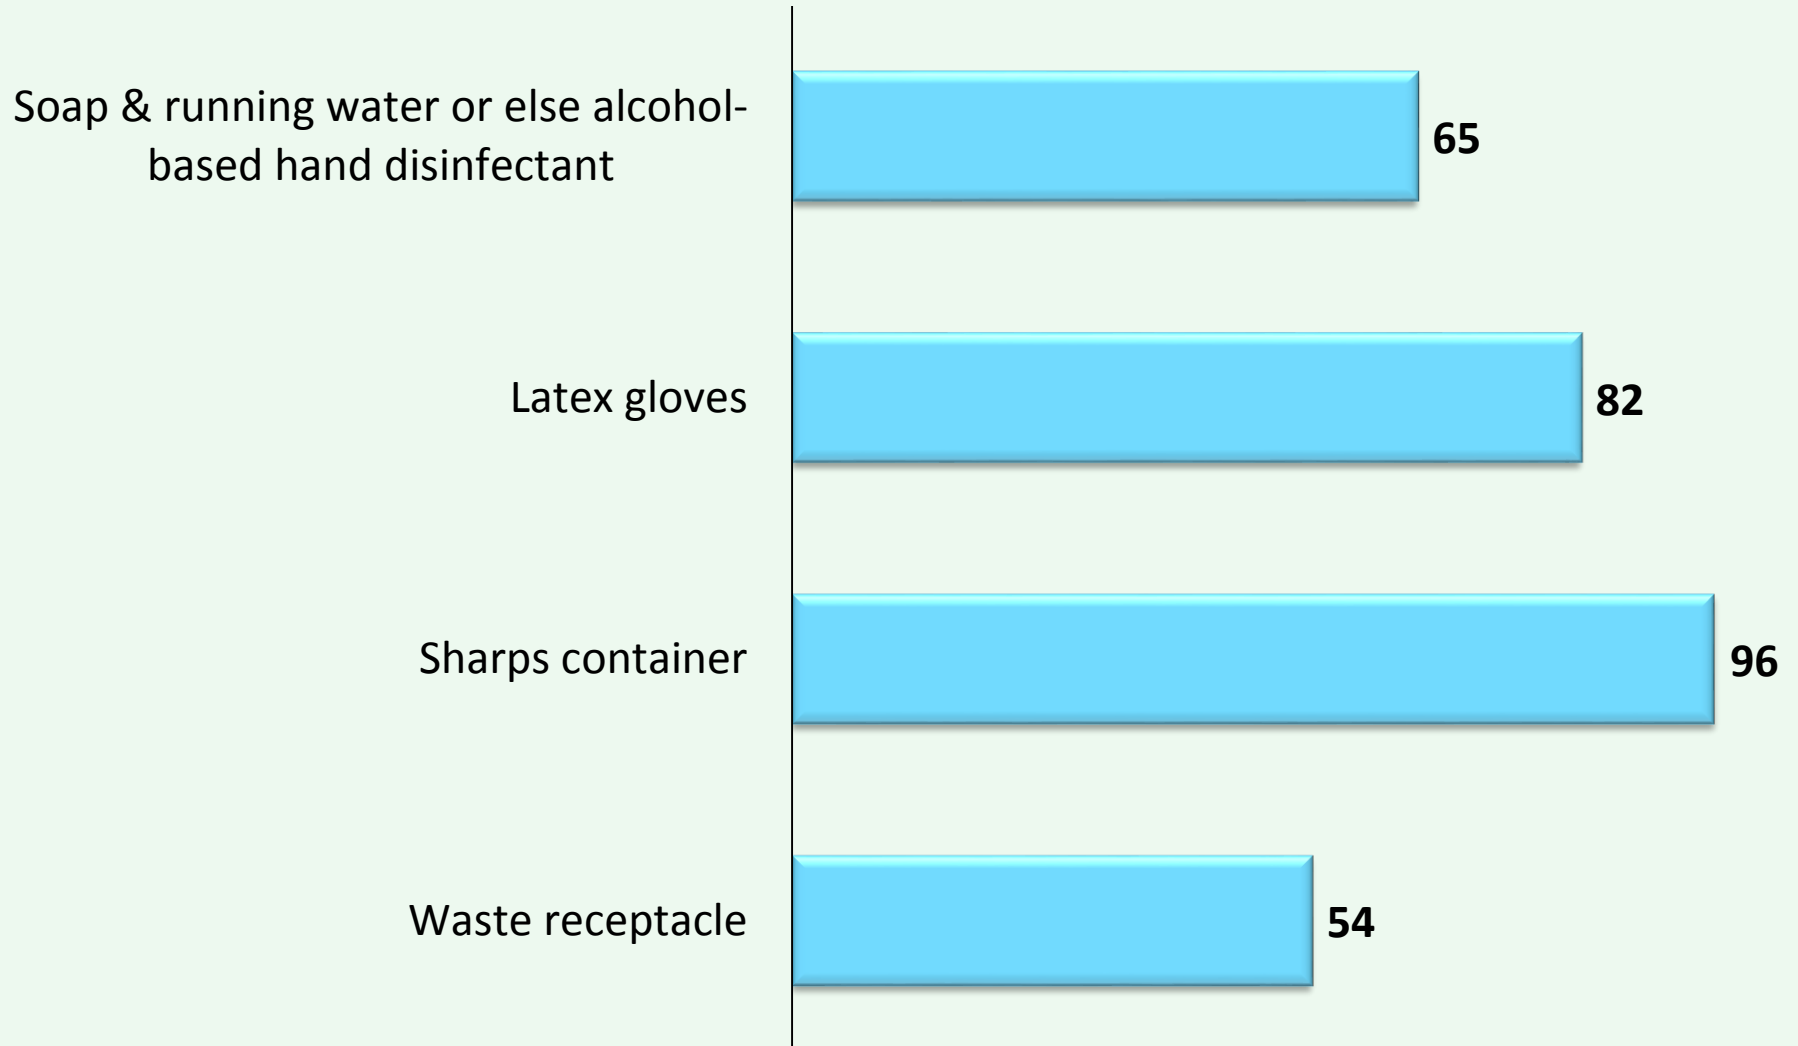 Soap & running water or else alcohol-
based hand disinfectant
65
Latex gloves
82
Sharps container
96
Waste receptacle
54